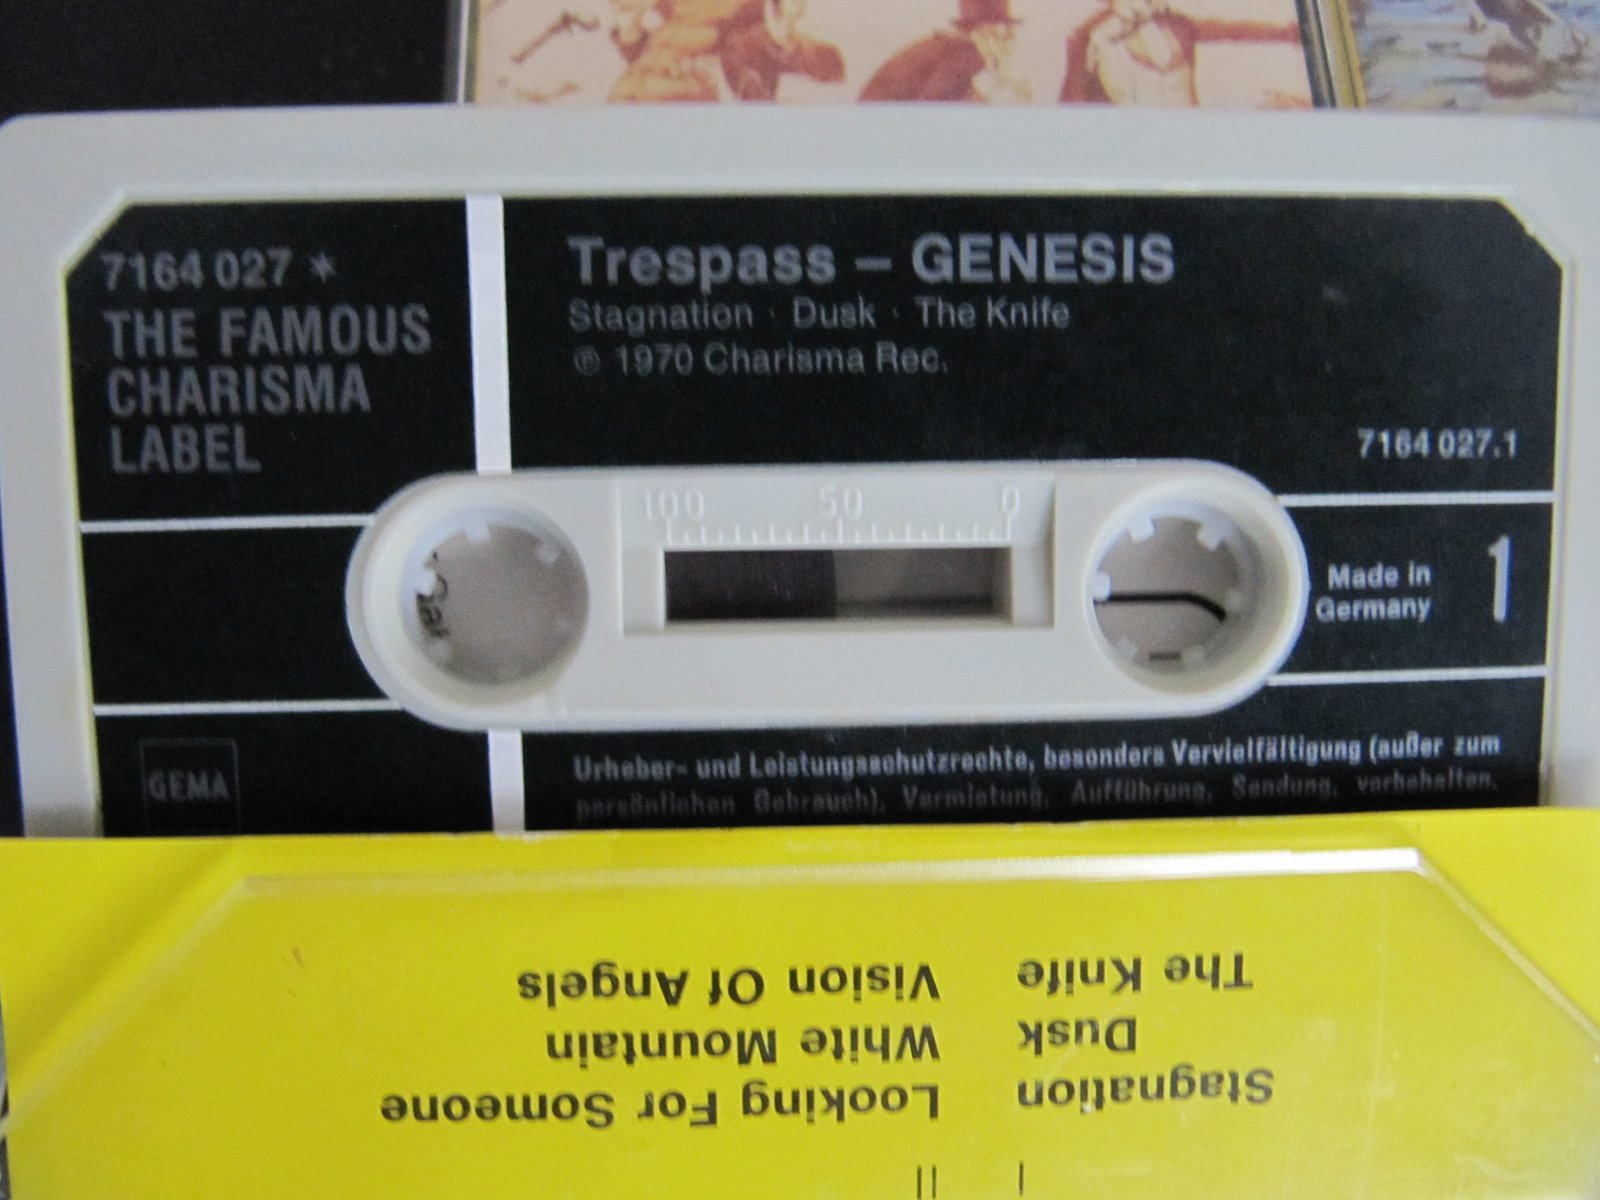 7164 027 *
THE FAMOUS
CHARISMA
LABEL
Trespass – GENESIS
Stagnation · Dusk · The Knife
℗ 1970 Charisma Rec.
7164 027.1
100 50 0
Made in
Germany
1
GEMA
Urheber- und Leistungsschutzrechte, besonders Vervielfältigung (außer zum
persönlichen Gebrauch), Vermietung, Aufführung, Sendung, vorbehalten.
I
Stagnation
Dusk
The Knife
II
Looking For Someone
White Mountain
Vision Of Angels